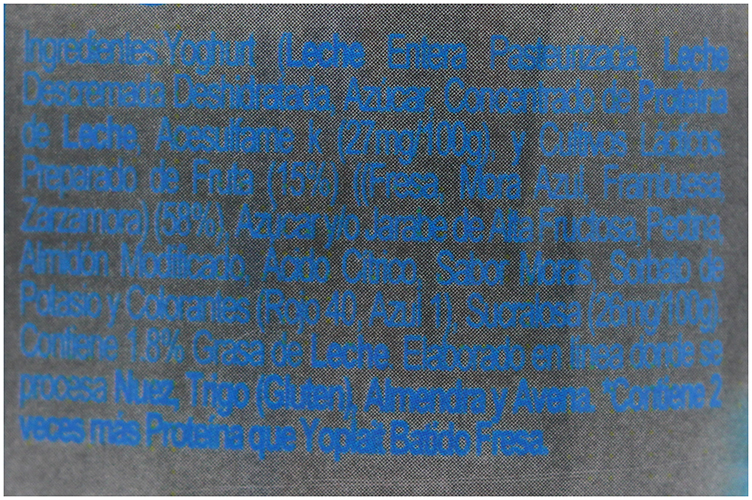 Ingredientes: Yoghurt (Leche Entera Pasteurizada, Leche
Descremada Deshidratada, Azúcar, Concentrado de Proteína
de Leche, Acesulfame k (27mg/100g), y Cultivos Lácticos.
Preparado de Fruta (15%) ((Fresa, Mora Azul, Frambuesa,
Zarzamora) (58%), Azúcar y/o Jarabe de Alta Fructosa, Pectina,
Almidón Modificado, Ácido Cítrico, Sabor Moras, Sorbato de
Potasio y Colorantes (Rojo 40, Azul 1), Sucralosa (26mg/100g).
Contiene 1.8% Grasa de Leche. Elaborado en línea donde se
procesa Nuez, Trigo (Gluten), Almendra y Avena. *Contiene 2
veces más Proteína que Yoplait Batido Fresa.